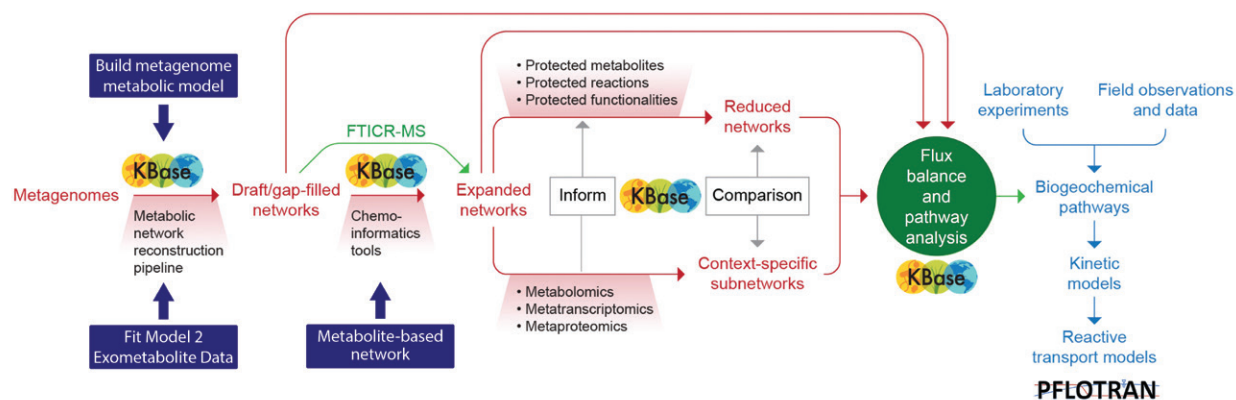 Build metagenome
metabolic model
KBase
Metagenomes
Metabolic
network
reconstruction
pipeline
Fit Model 2
Exometabolite Data
Draft/gap-filled
networks
FTICR-MS
KBase
Chemo-
informatics
tools
Metabolite-based
network
Expanded
networks
• Protected metabolites
• Protected reactions
• Protected functionalities
Inform
KBase
• Metabolomics
• Metatranscriptomics
• Metaproteomics
Reduced
networks
Comparison
Context-specific
subnetworks
Flux
balance
and
pathway
analysis
KBase
Laboratory
experiments
Field observations
and data
Biogeochemical
pathways
Kinetic
models
Reactive
transport models
PFLOTRAN